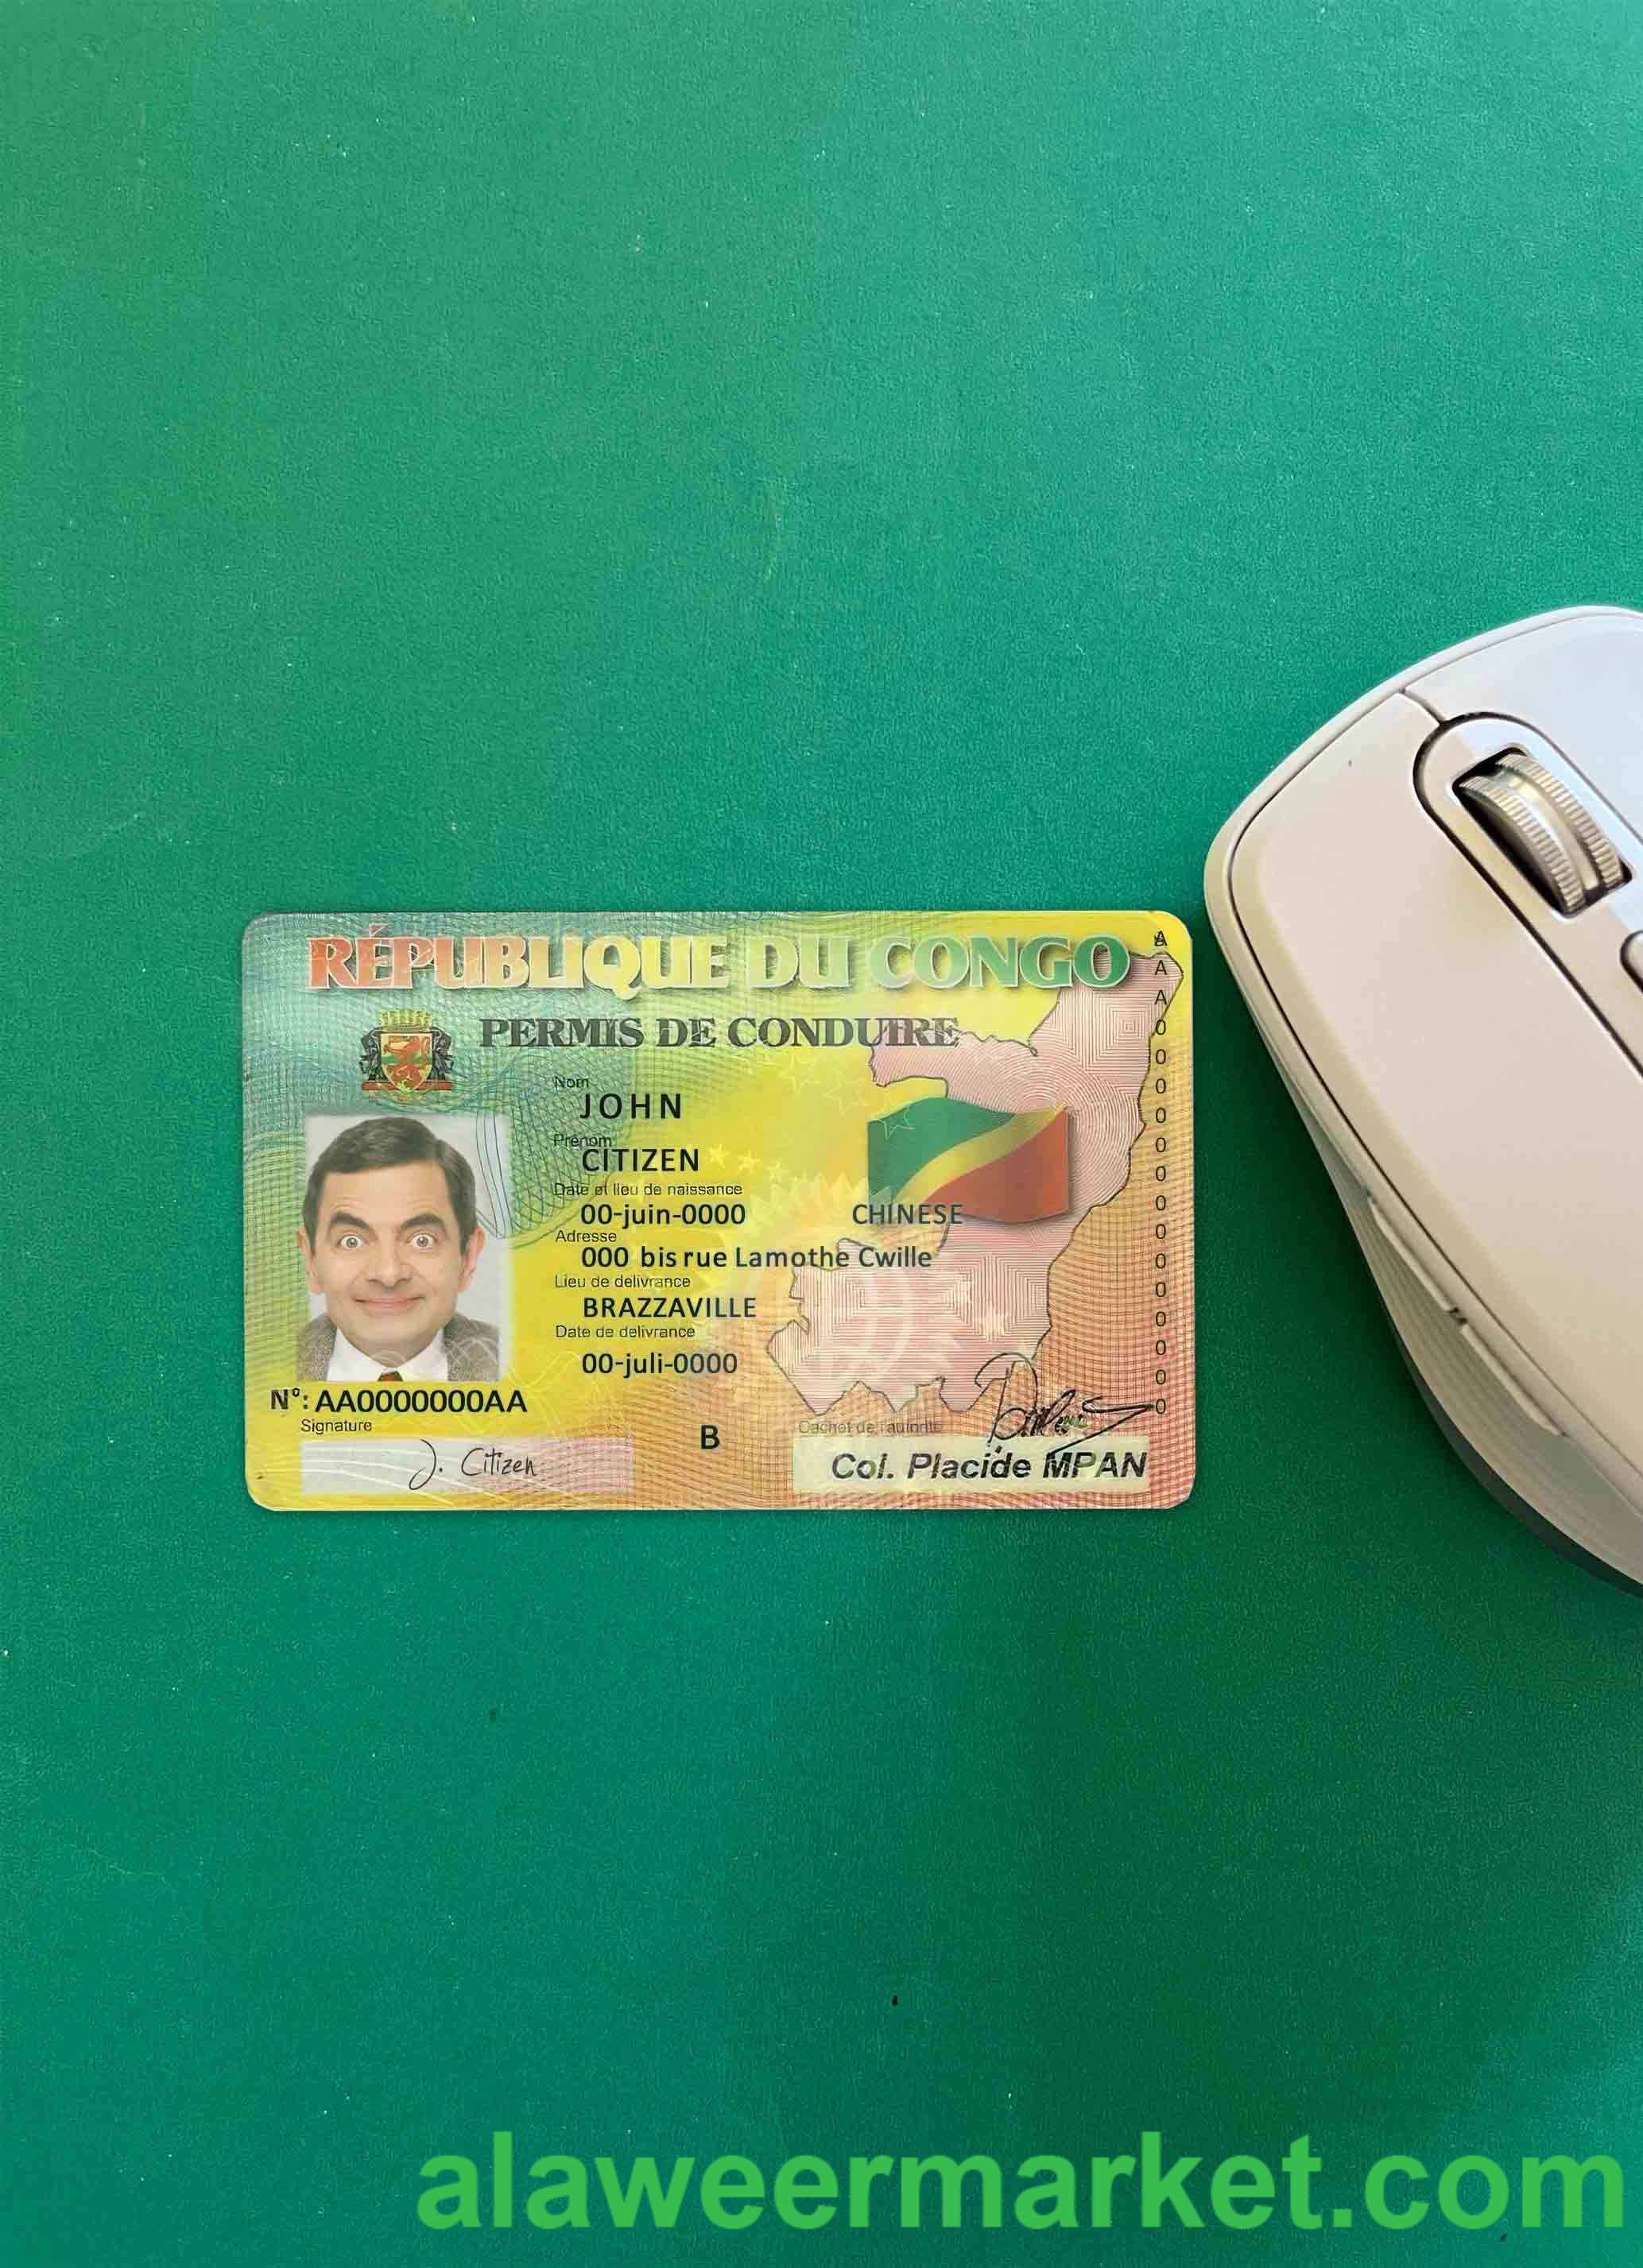 RÉPUBLIQUE DU CONGO
PERMIS DE CONDUIRE
Nom
JOHN
Prénom
CITIZEN
Date et lieu de naissance
00-juin-0000 CHINESE
Adresse
000 bis rue Lamothe Cwille
Lieu de delivrance
BRAZZAVILLE
Date de delivrance
00-juli-0000
N°: AA0000000AA
Signature
J. Citizen
B
Cachet de l'autorité
Col. Placide MPAN
alaweermarket.com